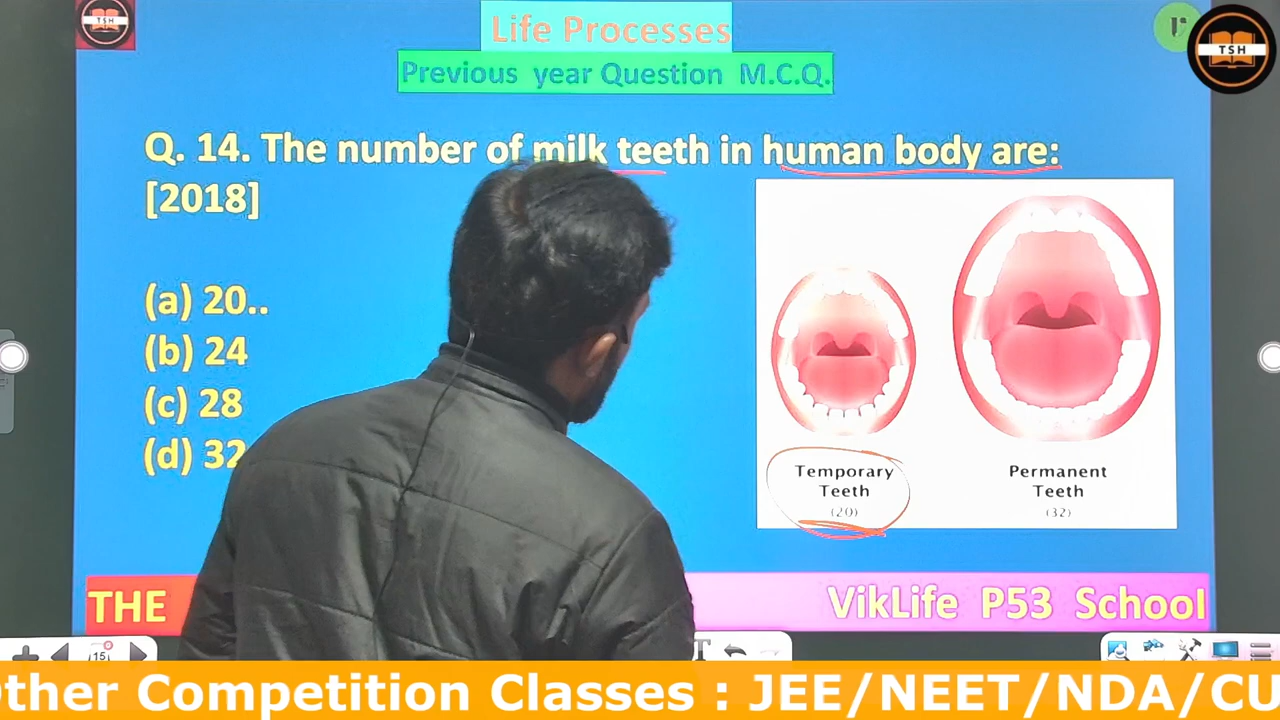 TSH
Life Processes
Previous year Question M.C.Q.
TSH
Q. 14. The number of milk teeth in human body are:
[2018]
(a) 20..
(b) 24
(c) 28
(d) 32
Temporary
Teeth
(20)
Permanent
Teeth
(32)
THE
VikLife P53 School
15
ther Competition Classes : JEE/NEET/NDA/CU